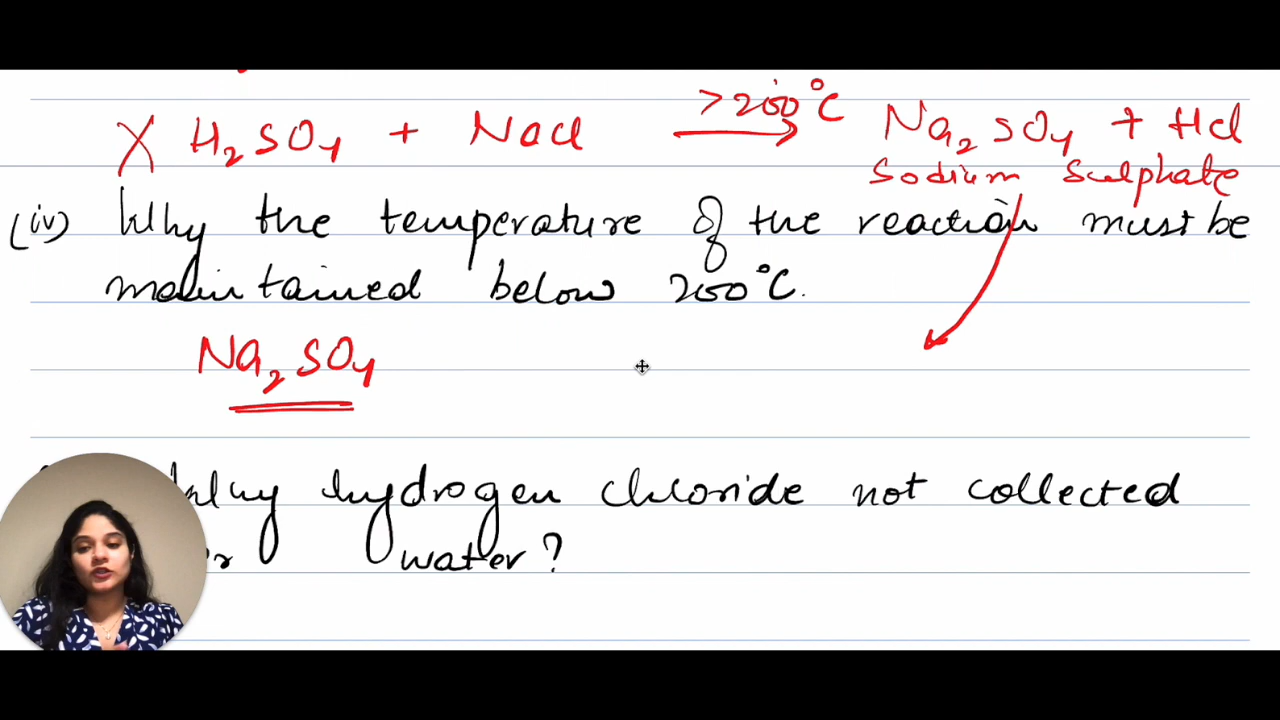 >200°C
X H₂SO₄ + NaCl → Na₂SO₄ + HCl
Sodium Sulphate
(iv) Why the temperature of the reaction must be
maintained below 200°C.
Na₂SO₄
hydrogen chloride not collected
water?